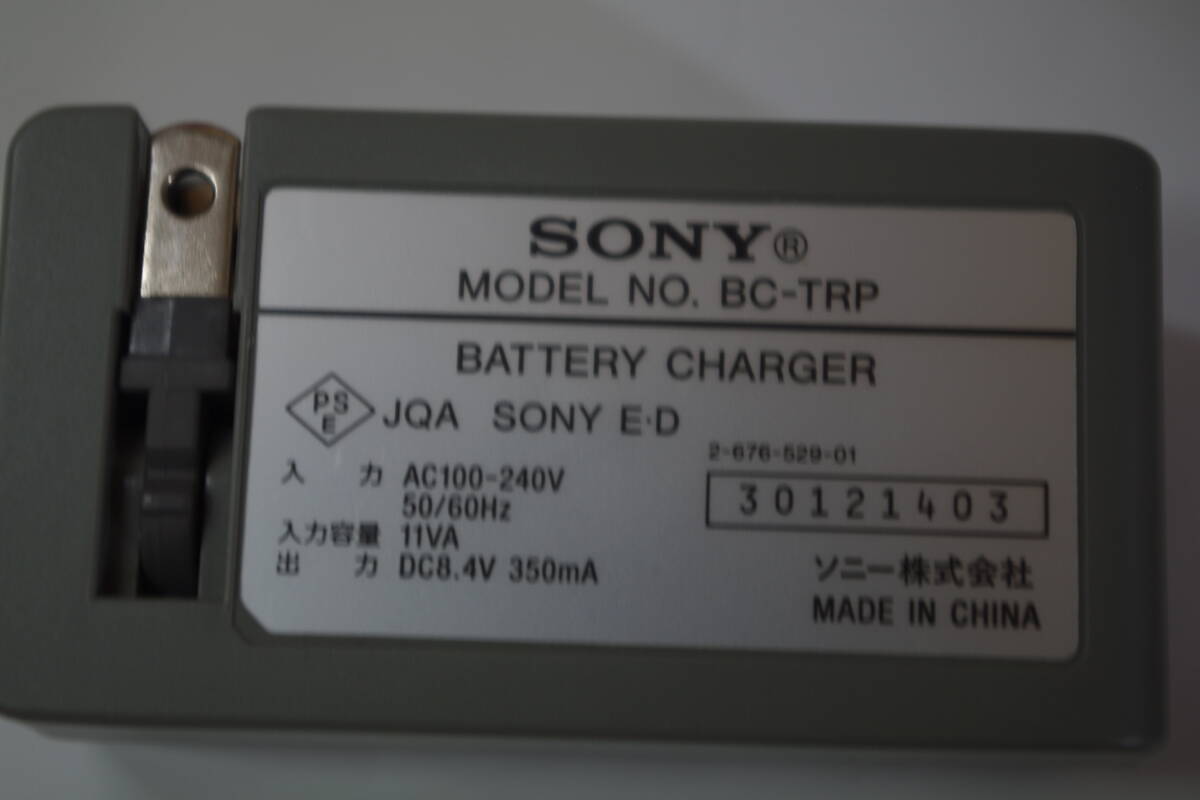 SONY®
MODEL NO. BC-TRP
BATTERY CHARGER
PS
E
JQA SONY E·D
2-676-529-01
30121403
入 力 AC100-240V
50/60Hz
入力容量 11VA
出 力 DC8.4V 350mA
ソニー株式会社
MADE IN CHINA